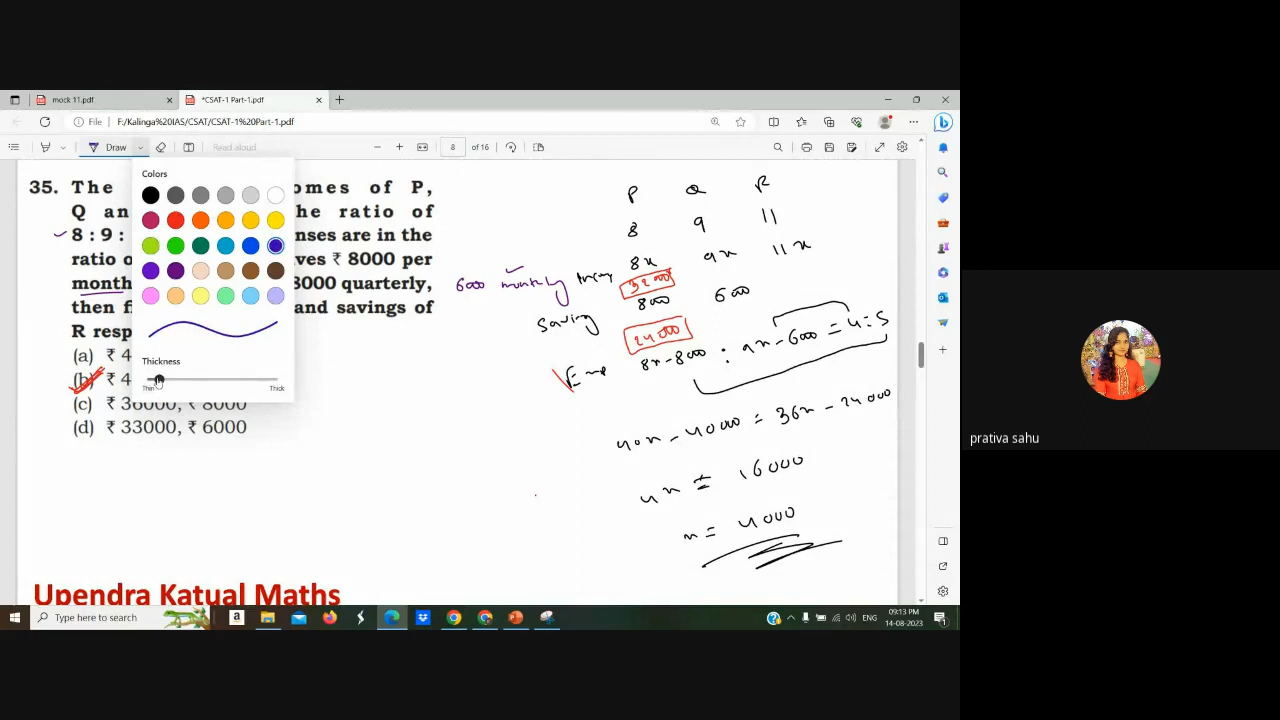 mock 11.pdf
*CSAT-1 Part-1.pdf
File
F:/Kalinga%20IAS/CSAT/CSAT-1%20Part-1.pdf
Draw
Read aloud
8
of 16
Colors
Thickness
Thin
Thick
35. The omes of P,
Q an he ratio of
8 : 9 : nses are in the
ratio o ves ₹ 8000 per
month 8000 quarterly,
then f and savings of
R resp
(a) ₹ 4
(b) ₹ 4
(c) ₹ 36000, ₹ 8000
(d) ₹ 33000, ₹ 6000
P Q R
8 9 11
8x 9x 11x
6000 monthly
32000
800 600
Saving
24000
8x-8000 : 9x-6000 = 4:5
40x - 40000 = 36x - 24000
4x = 16000
x = 4000
Upendra Katual Maths
prativa sahu
Type here to search
ENG
09:13 PM
14-08-2023